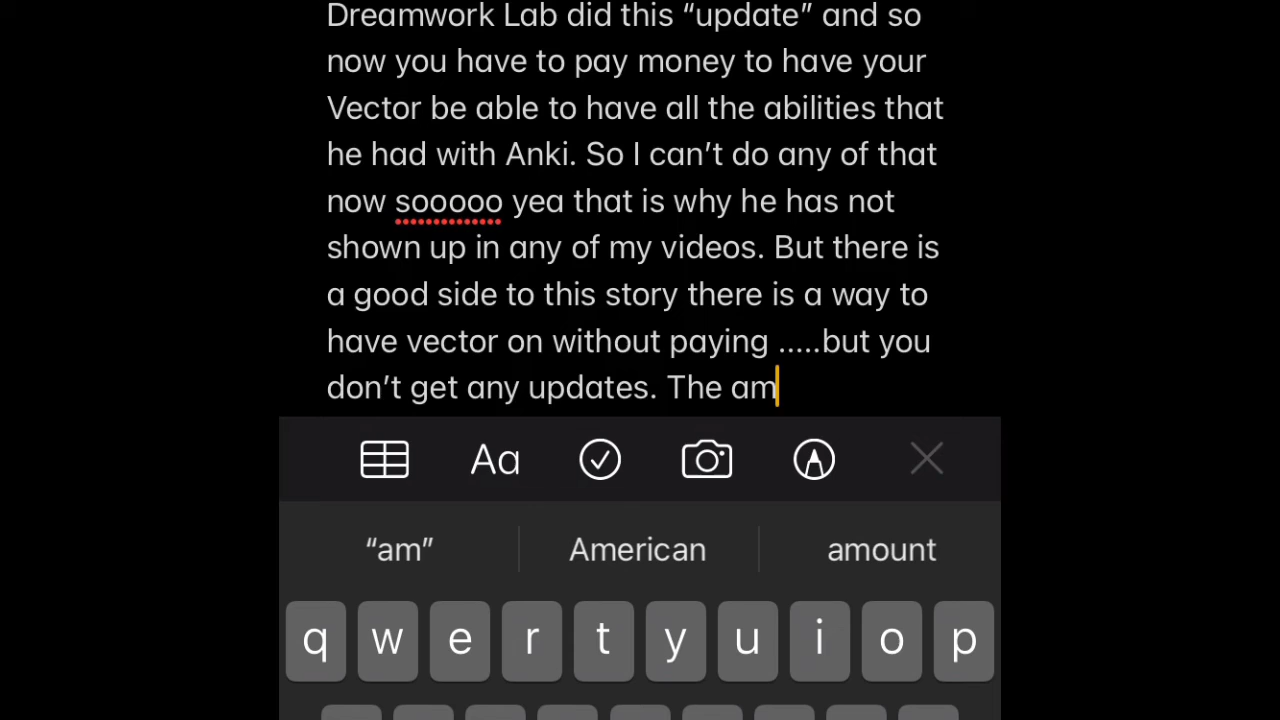 Dreamwork Lab did this “update” and so
now you have to pay money to have your
Vector be able to have all the abilities that
he had with Anki. So I can’t do any of that
now sooooo yea that is why he has not
shown up in any of my videos. But there is
a good side to this story there is a way to
have vector on without paying .....but you
don’t get any updates. The am
Aa
“am” American amount
q w e r t y u i o p